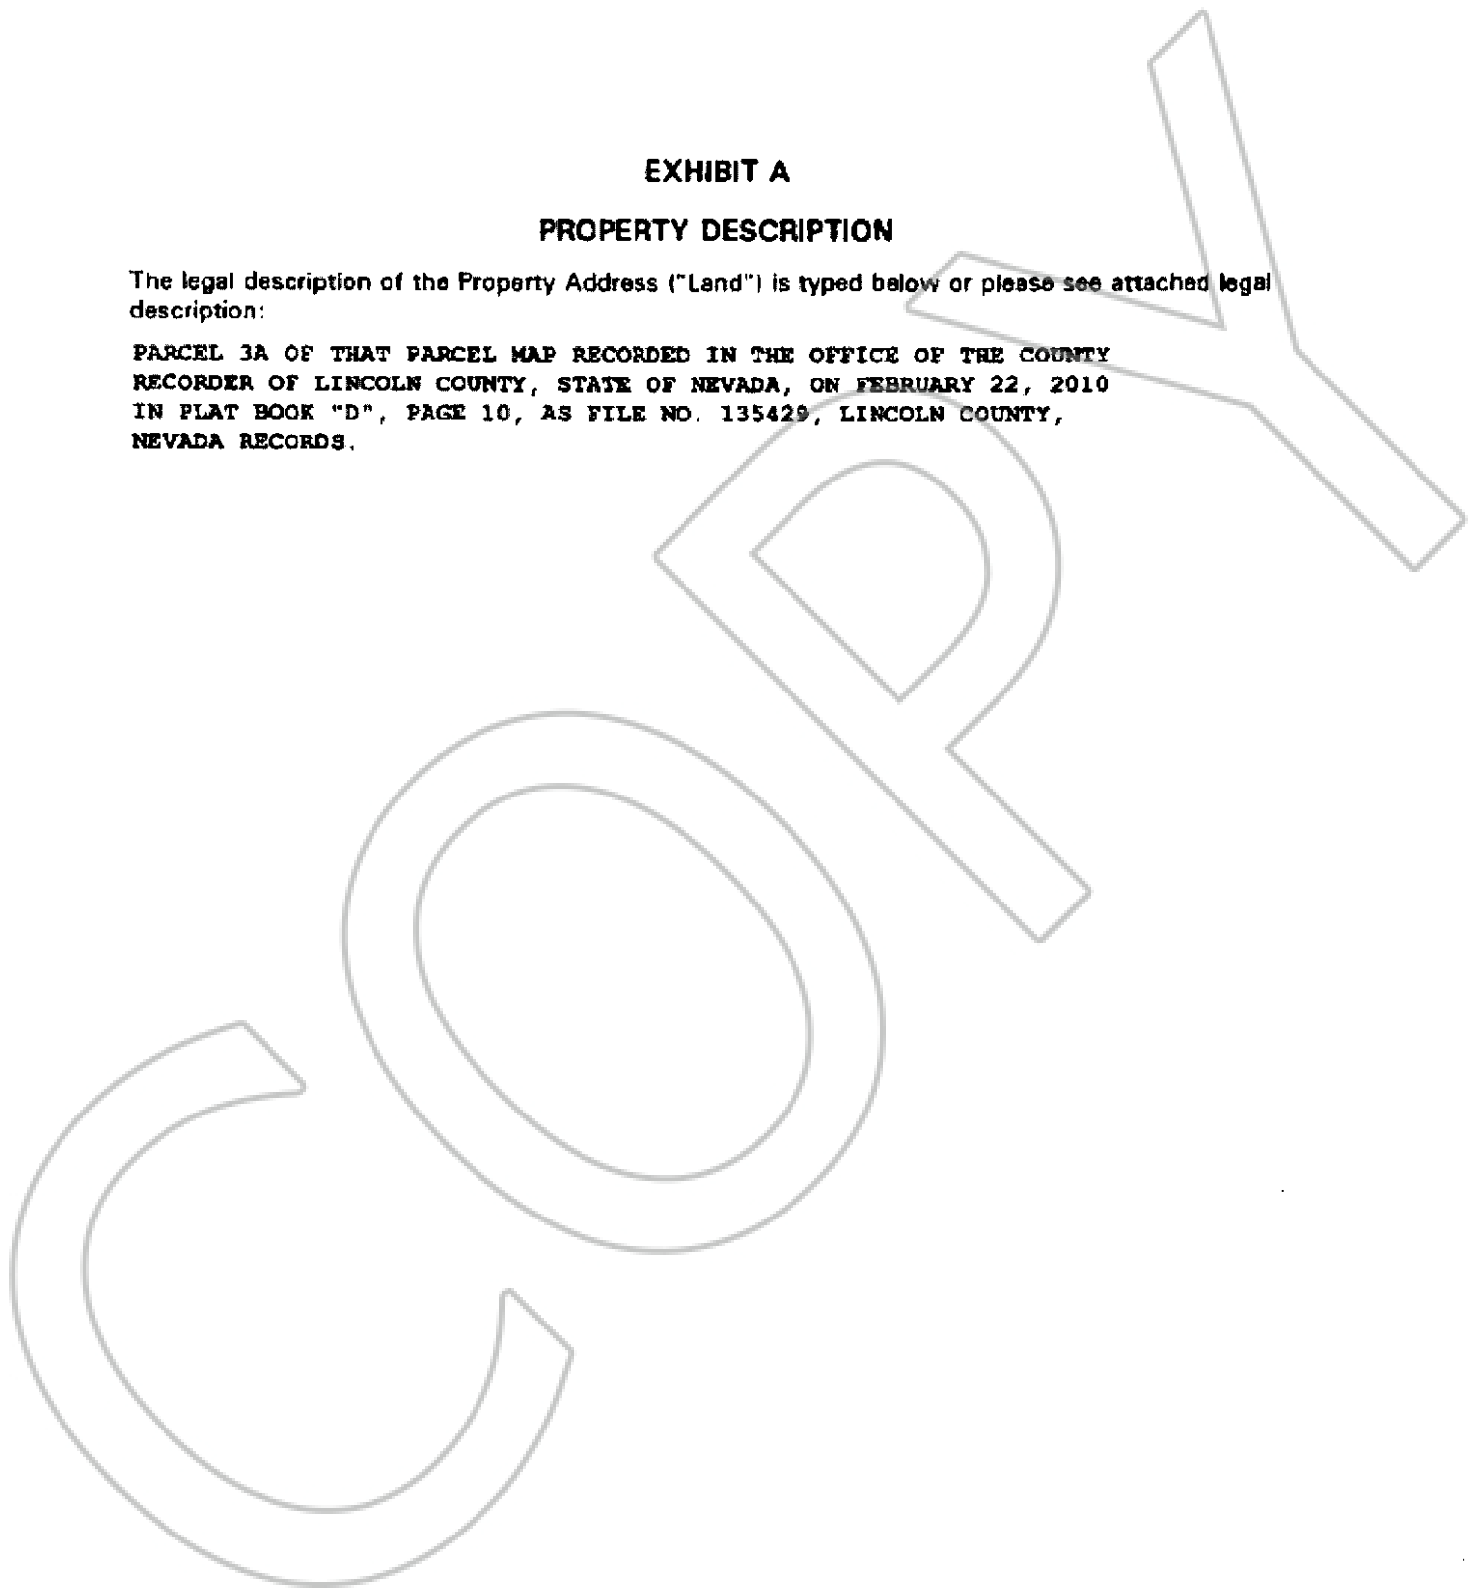 EXHIBIT A
PROPERTY DESCRIPTION
The legal description of the Property Address ("Land") is typed below or please see attached legal
description:
PARCEL 3A OF THAT PARCEL MAP RECORDED IN THE OFFICE OF THE COUNTY
RECORDER OF LINCOLN COUNTY, STATE OF NEVADA, ON FEBRUARY 22, 2010
IN PLAT BOOK "D", PAGE 10, AS FILE NO. 135429, LINCOLN COUNTY,
NEVADA RECORDS.
COPY